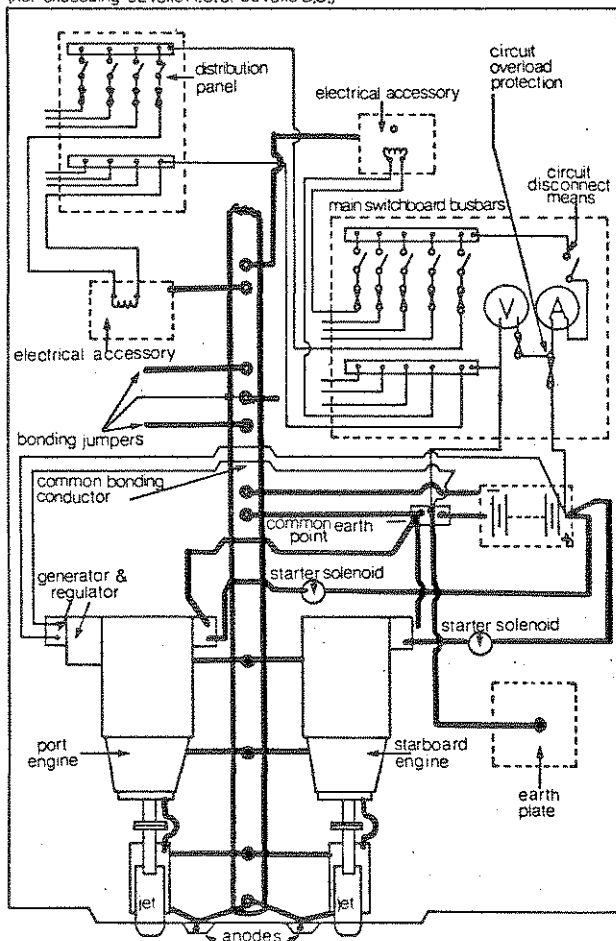 distribution
panel
circuit
overload
protection
electrical accessory
circuit
disconnect
means
main switchboard busbars
V
A
electrical accessory
bonding jumpers
common bonding
conductor
common earth
point
generator &
regulator
starter solenoid
starter solenoid
port
engine
starboard
engine
earth
plate
jet
jet
anodes